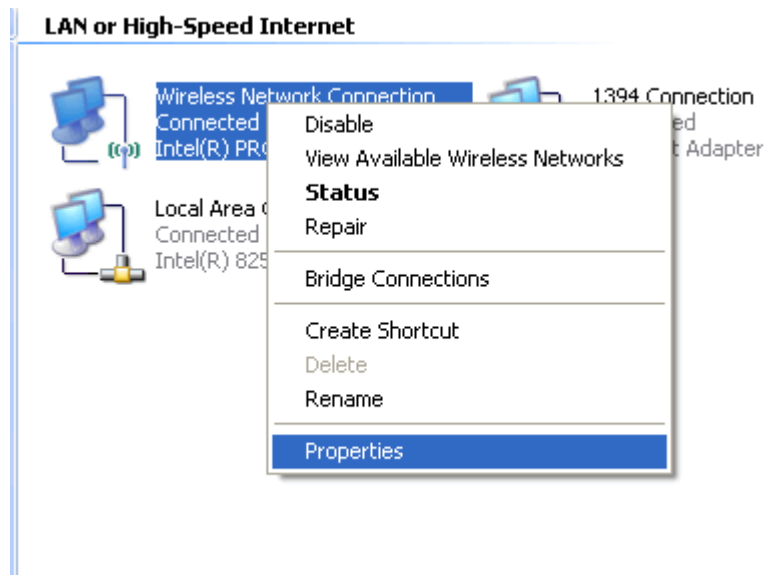 LAN or High-Speed Internet
Wireless Network Connection
Connected
Intel(R) PRO
1394 Connection
ed
t Adapter
Local Area
Connected
Intel(R) 825
Disable
View Available Wireless Networks
Status
Repair
Bridge Connections
Create Shortcut
Delete
Rename
Properties